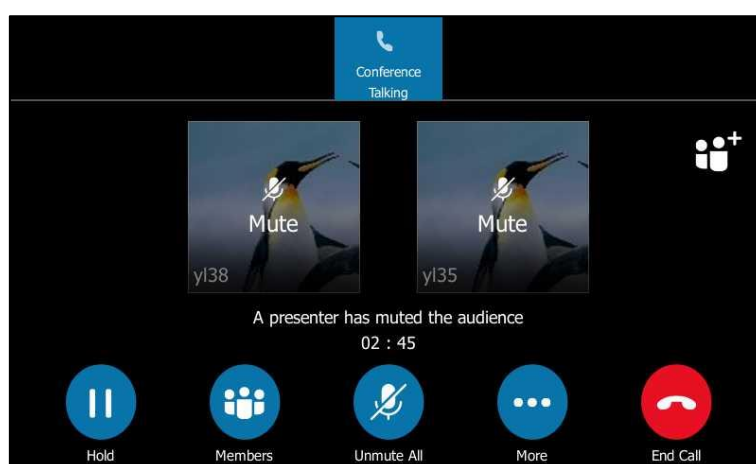 Conference
Talking
Mute
Mute
yl38
yl35
A presenter has muted the audience
02 : 45
Hold
Members
Unmute All
More
End Call